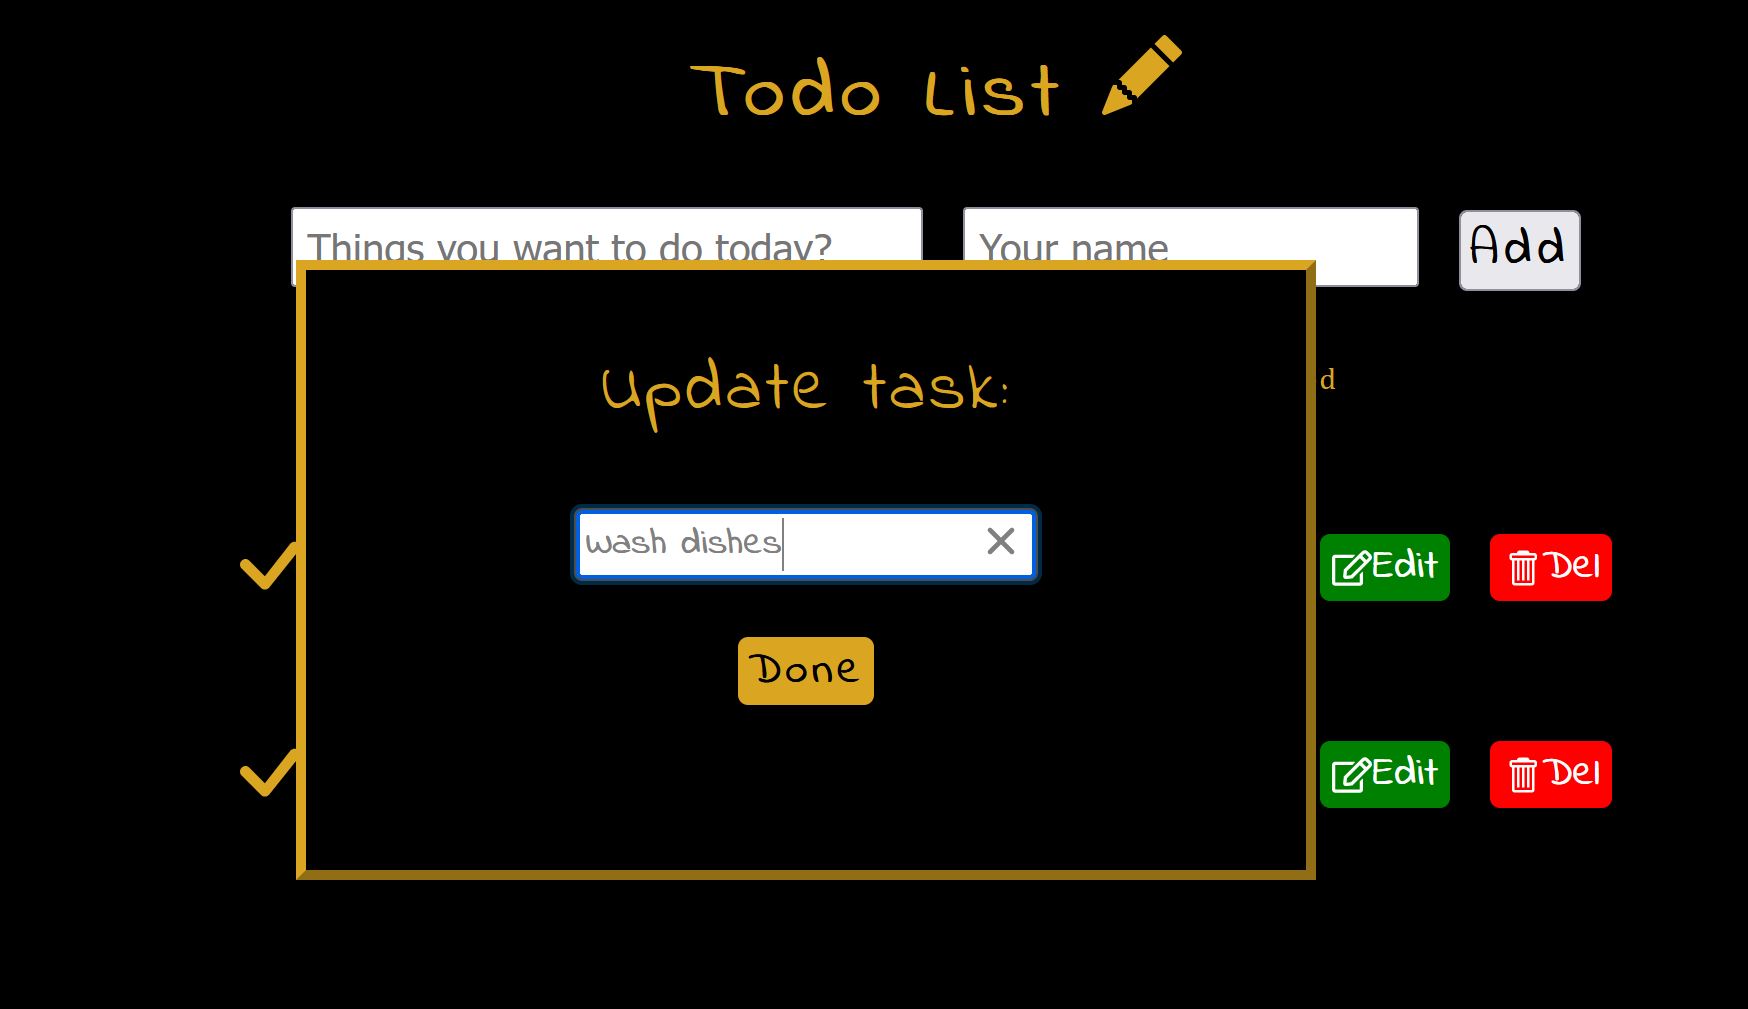 Todo List
Things you want to do today?
Your name
Add
Update task:
wash dishes
Edit
Del
Done
Edit
Del